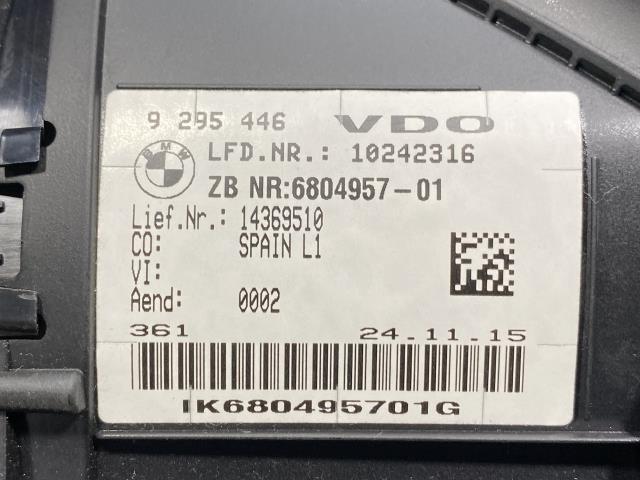 9 295 446 VDO
BMW
LFD.NR.: 10242316
ZB NR:6804957-01
Lief.Nr.: 14369510
CO: SPAIN L1
VI:
Aend: 0002
361 24.11.15
IK680495701G